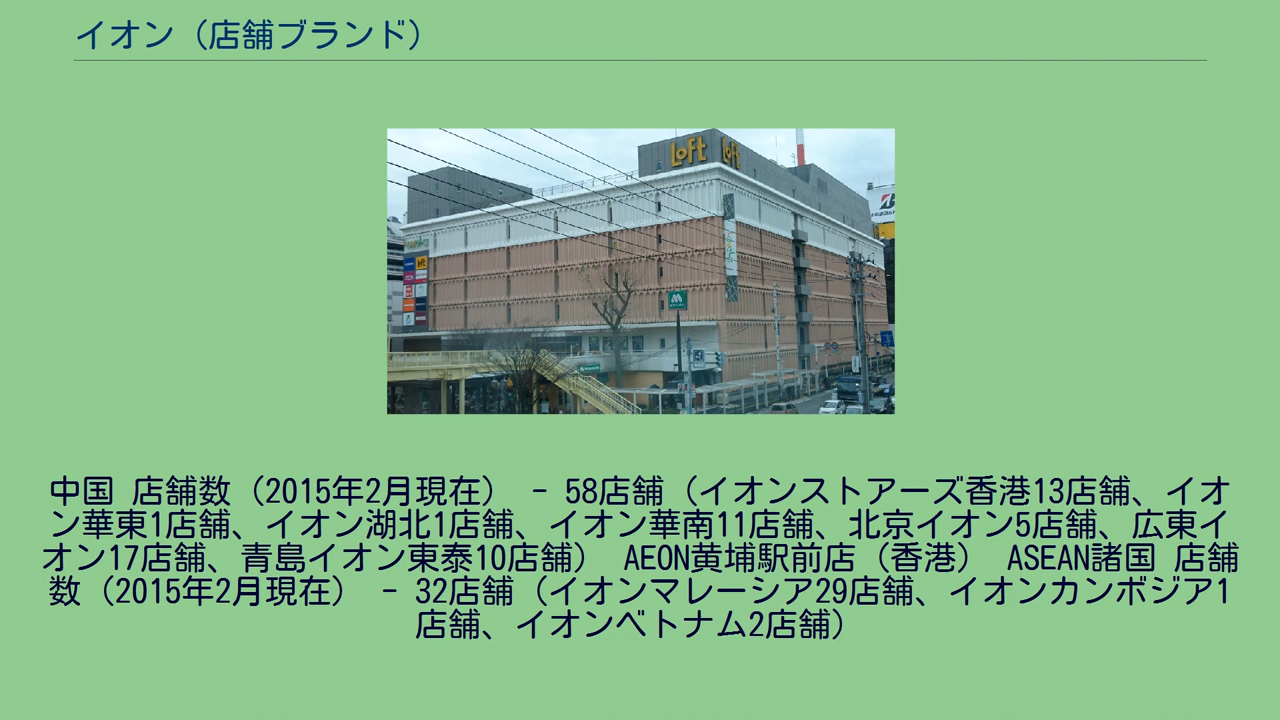 イオン（店舗ブランド）
Loft Loft
中国 店舗数（2015年2月現在） - 58店舗（イオンストアーズ香港13店舗、イオ
ン華東1店舗、イオン湖北1店舗、イオン華南11店舗、北京イオン5店舗、広東イ
オン17店舗、青島イオン東泰10店舗） AEON黄埔駅前店（香港） ASEAN諸国 店舗
数（2015年2月現在） - 32店舗（イオンマレーシア29店舗、イオンカンボジア1
店舗、イオンベトナム2店舗）